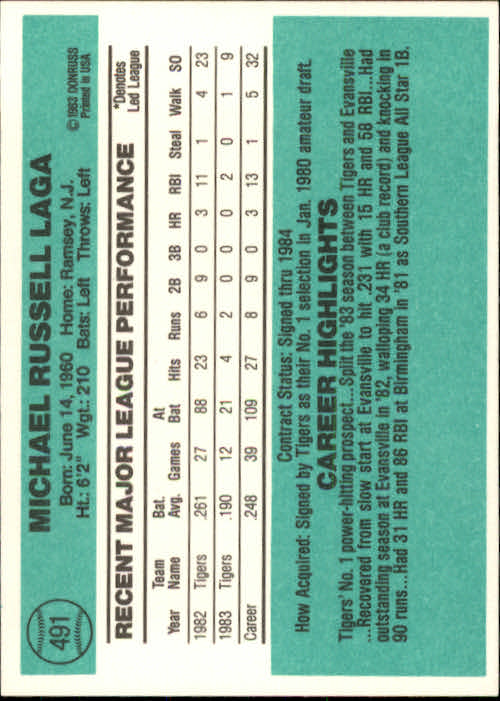 491
MICHAEL RUSSELL LAGA
Born: June 14, 1960 Home: Ramsey, N.J.
Ht.: 6'2" Wgt.: 210 Bats: Left Throws: Left
© 1983 DONRUSS
Printed in USA
RECENT MAJOR LEAGUE PERFORMANCE
*Denotes
Led League
Team Bat. At
Year Name Avg. Games Bat Hits Runs 2B 3B HR RBI Steal Walk SO
1982 Tigers .261 27 88 23 6 9 0 3 11 1 4 23
1983 Tigers .190 12 21 4 2 0 0 0 2 0 1 9
Career .248 39 109 27 8 9 0 3 13 1 5 32
Contract Status: Signed thru 1984
How Acquired: Signed by Tigers as their No. 1 selection in Jan. 1980 amateur draft.
CAREER HIGHLIGHTS
Tigers' No. 1 power-hitting prospect...Split the '83 season between Tigers and Evansville
...Recovered from slow start at Evansville to hit .231 with 15 HR and 58 RBI...Had
outstanding season at Evansville in '82, walloping 34 HR (a club record) and knocking in
90 runs...Had 31 HR and 86 RBI at Birmingham in '81 as Southern League All Star 1B.